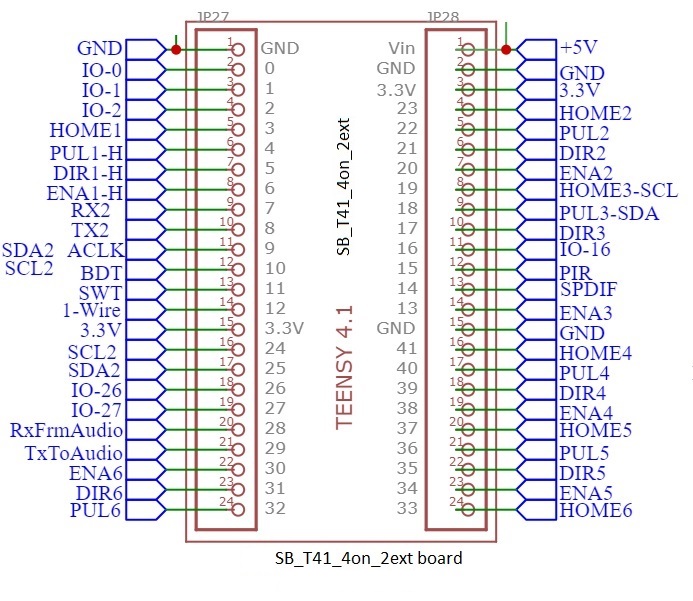 JP27 JP28
GND 1 GND Vin 1 +5V
IO-0 2 0 GND 2 GND
IO-1 3 1 3.3V 3 3.3V
IO-2 4 2 23 4 HOME2
HOME1 5 3 22 5 PUL2
PUL1-H 6 4 21 6 DIR2
DIR1-H 7 5 20 7 ENA2
ENA1-H 8 6 19 8 HOME3-SCL
RX2 9 7 18 9 PUL3-SDA
TX2 10 8 17 10 DIR3
SDA2 ACLK 11 9 16 11 IO-16
SCL2 BDT 12 10 15 12 PIR
SWT 13 11 14 13 SPDIF
1-Wire 14 12 13 14 ENA3
3.3V 15 3.3V GND 15 GND
SCL2 16 24 41 16 HOME4
SDA2 17 25 40 17 PUL4
IO-26 18 26 39 18 DIR4
IO-27 19 27 38 19 ENA4
RxFrmAudio 20 28 37 20 HOME5
TxToAudio 21 29 36 21 PUL5
ENA6 22 30 35 22 DIR5
DIR6 23 31 34 23 ENA5
PUL6 24 32 33 24 HOME6
SB_T41_4on_2ext
TEENSY 4.1
SB_T41_4on_2ext board